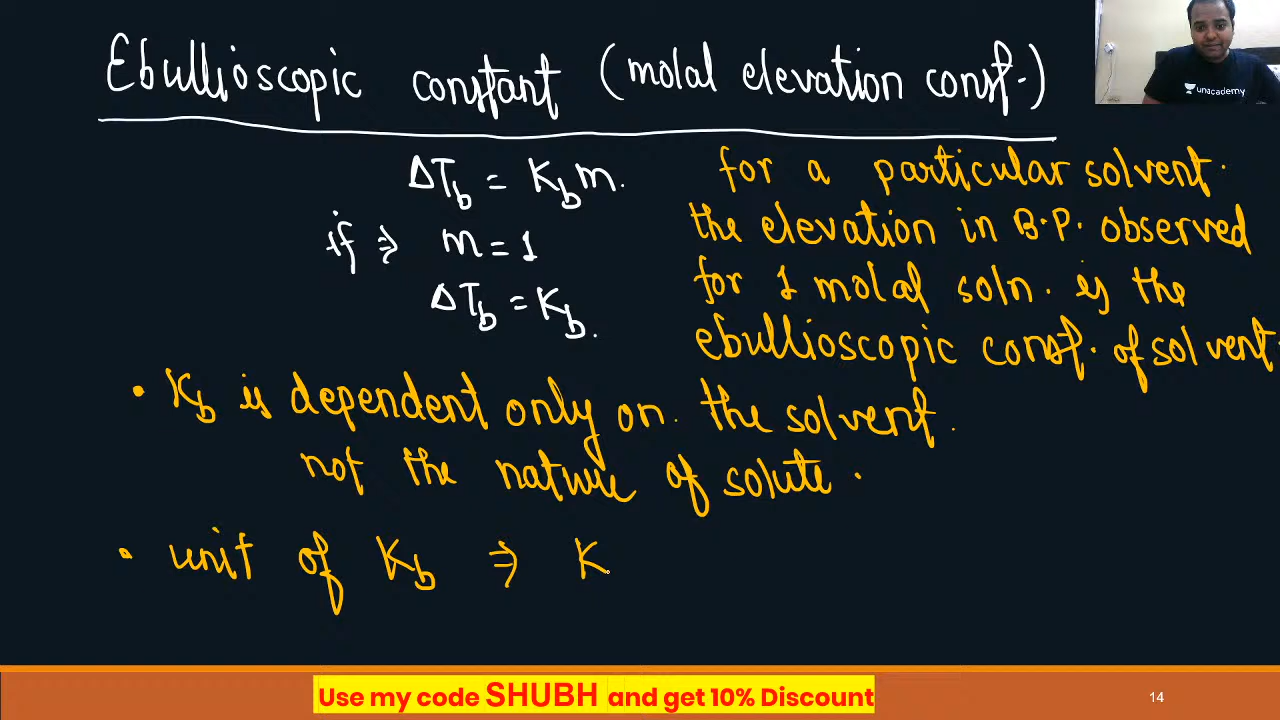 Ebullioscopic constant (molal elevation const.)
unacademy
ΔTb = Kbm.
if ⇒ m = 1
ΔTb = Kb.
for a particular solvent.
the elevation in B.P. observed
for 1 molal soln. is the
ebullioscopic const. of solvent.
• Kb is dependent only on. the solvent.
not the nature of solute.
• unit of Kb ⇒ K
Use my code SHUBH and get 10% Discount
14